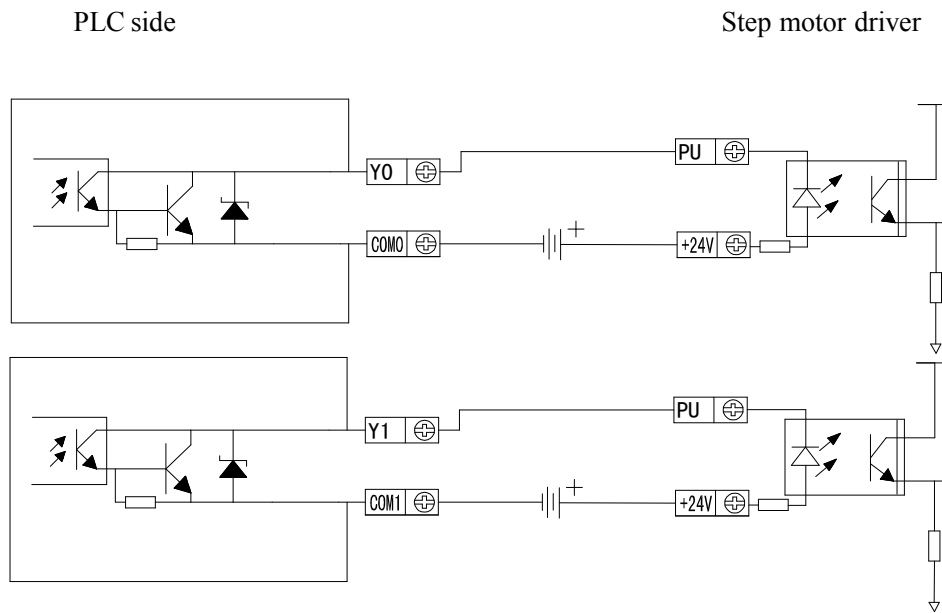 PLC side
Step motor driver
Y0
PU
COM0
+
+24V
Y1
PU
COM1
+
+24V